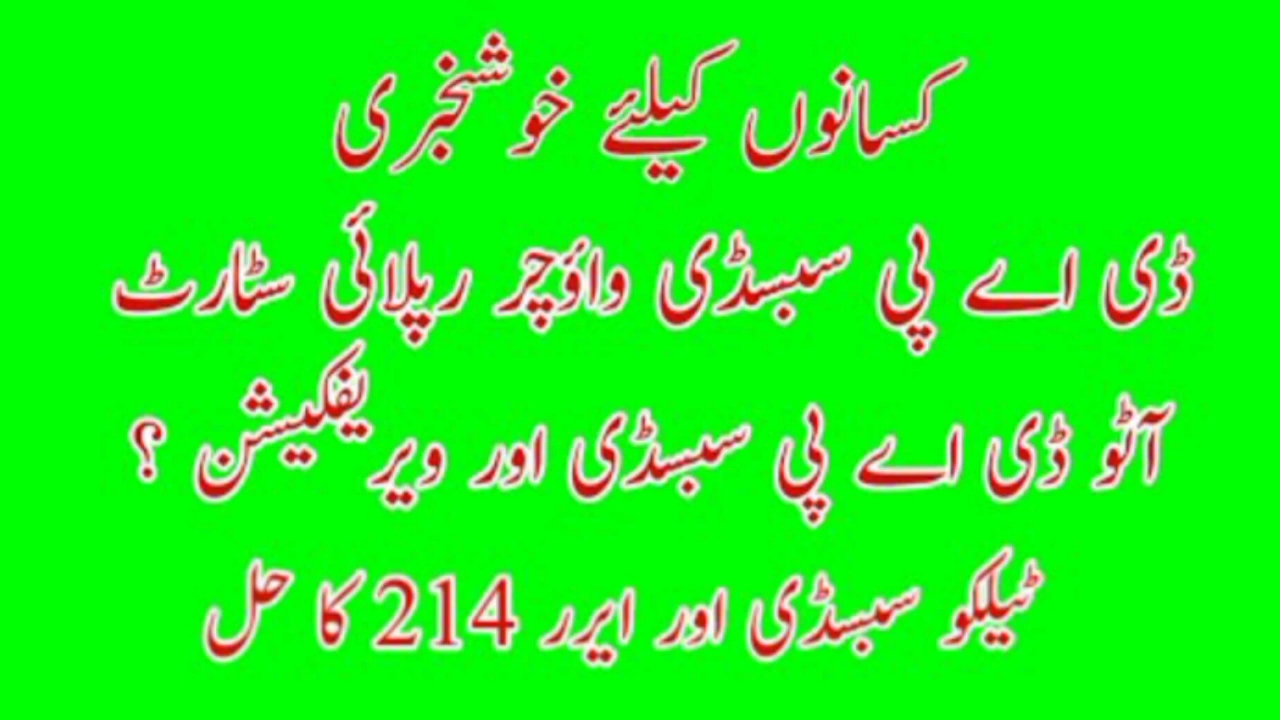 کسانوں کیلئے خوشخبری
ڈی اے پی سبسڈی واؤچر رپلائی سٹارٹ
آٹو ڈی اے پی سبسڈی اور ویریفکیشن ؟
ٹیلکو سبسڈی اور ایرر 214 کا حل